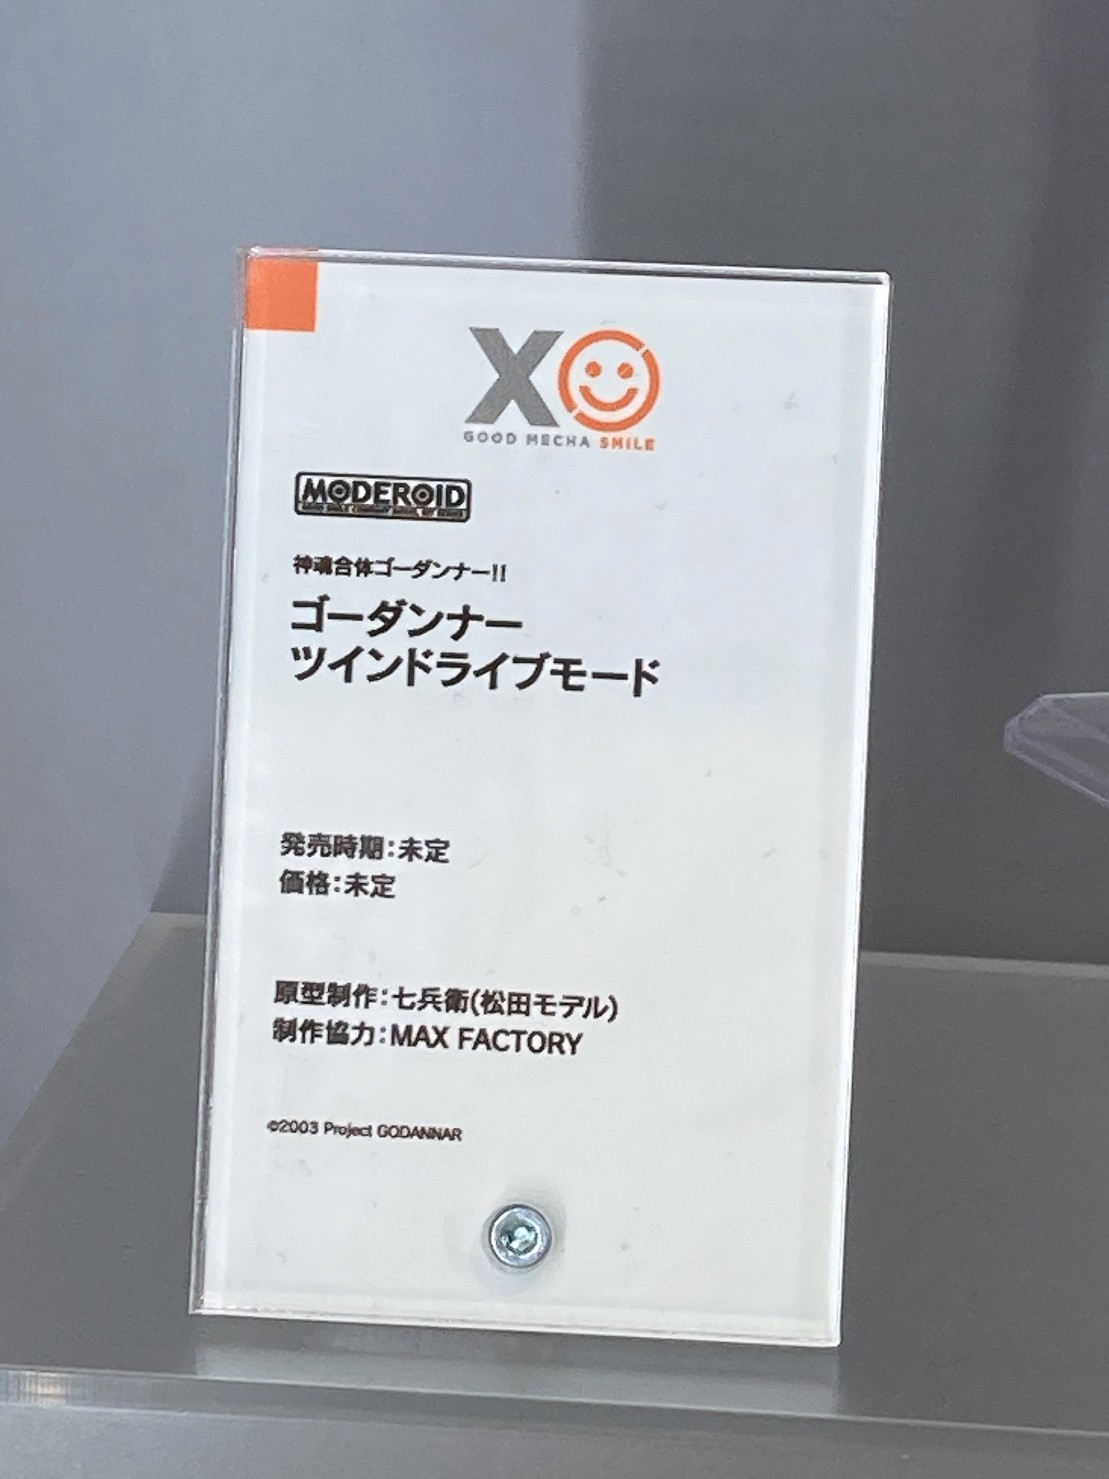 XO
GOOD MECHA SMILE
MODEROID
神魂合体ゴーダンナー!!
ゴーダンナー
ツインドライブモード
発売時期：未定
価格：未定
原型制作：七兵衛(松田モデル)
制作協力：MAX FACTORY
©2003 Project GODANNAR